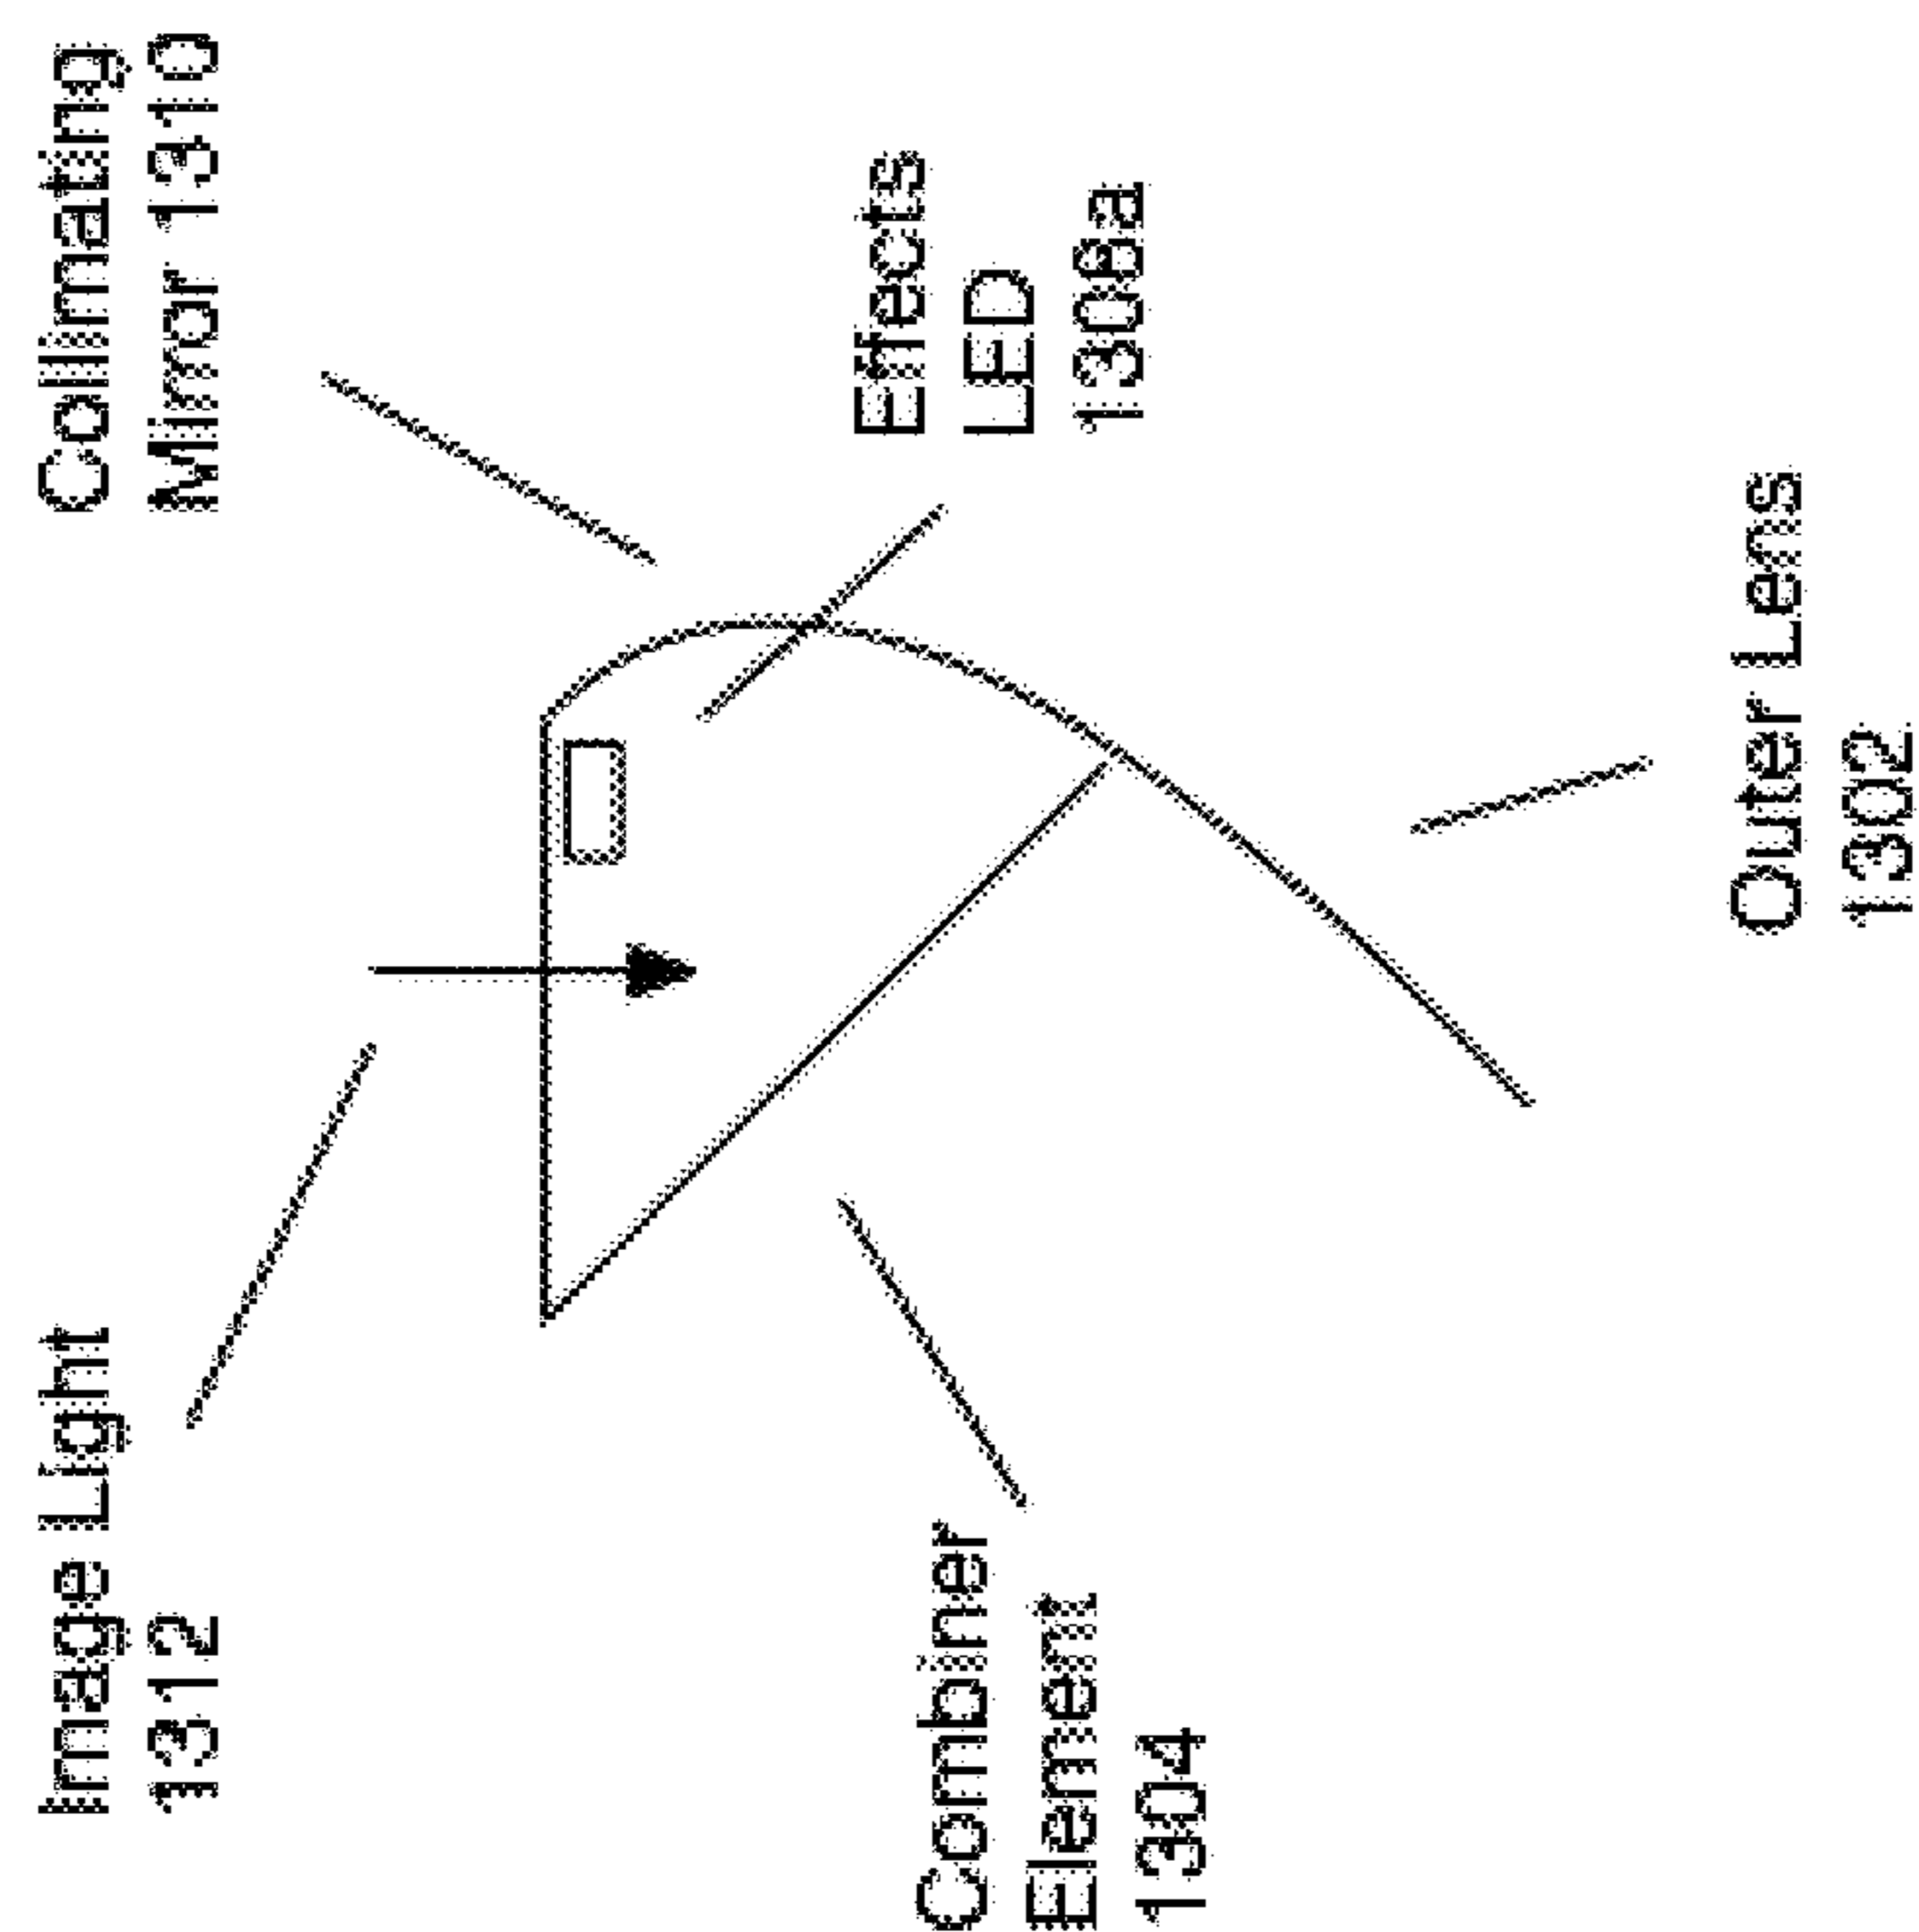 Image Light
1312
Collimating
Mirror 1310
Effects
LED
1308a
Combiner
Element
1304
Outer Lens
1302